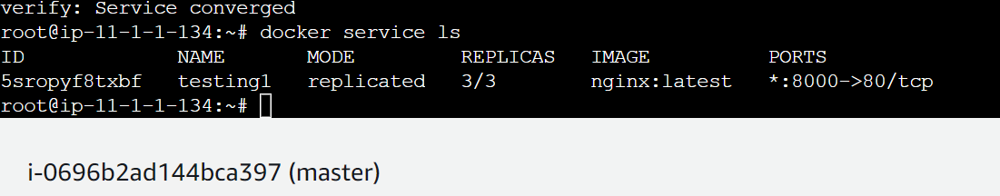 verify: Service converged
root@ip-11-1-1-134:~# docker service ls
ID NAME MODE REPLICAS IMAGE PORTS
5sropyf8txbf testing1 replicated 3/3 nginx:latest *:8000->80/tcp
root@ip-11-1-1-134:~#
i-0696b2ad144bca397 (master)